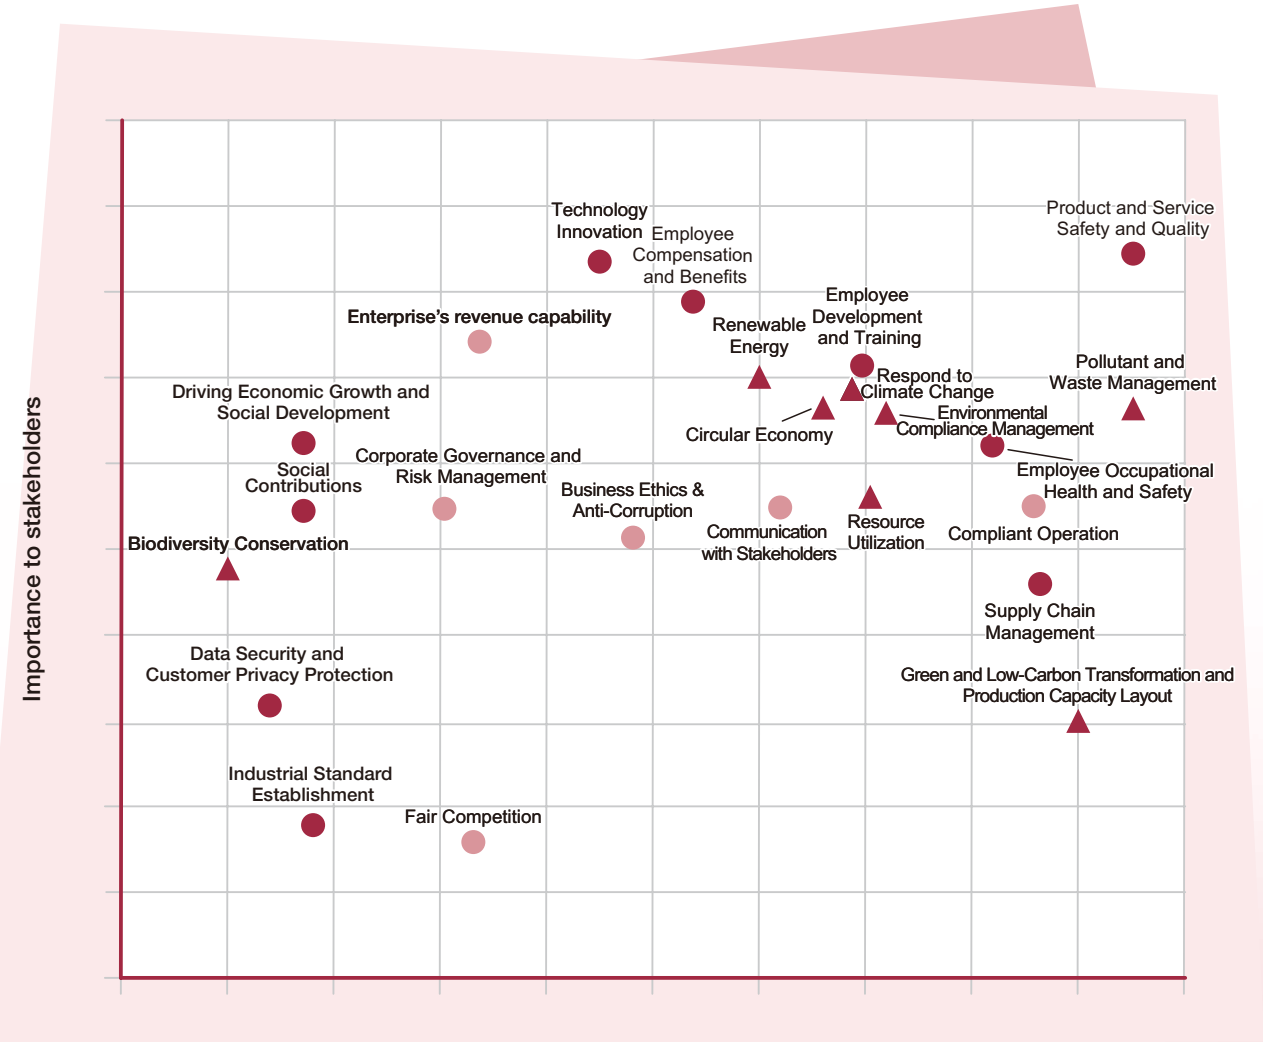 Importance to stakeholders
Technology
Innovation
Employee
Compensation
and Benefits
Product and Service
Safety and Quality
Enterprise’s revenue capability
Renewable
Energy
Employee
Development
and Training
Pollutant and
Waste Management
Driving Economic Growth and
Social Development
Respond to
Climate Change
Circular Economy
Environmental
Compliance Management
Social
Contributions
Corporate Governance and
Risk Management
Employee Occupational
Health and Safety
Business Ethics &
Anti-Corruption
Communication
with Stakeholders
Resource
Utilization
Compliant Operation
Biodiversity Conservation
Supply Chain
Management
Data Security and
Customer Privacy Protection
Green and Low-Carbon Transformation and
Production Capacity Layout
Industrial Standard
Establishment
Fair Competition